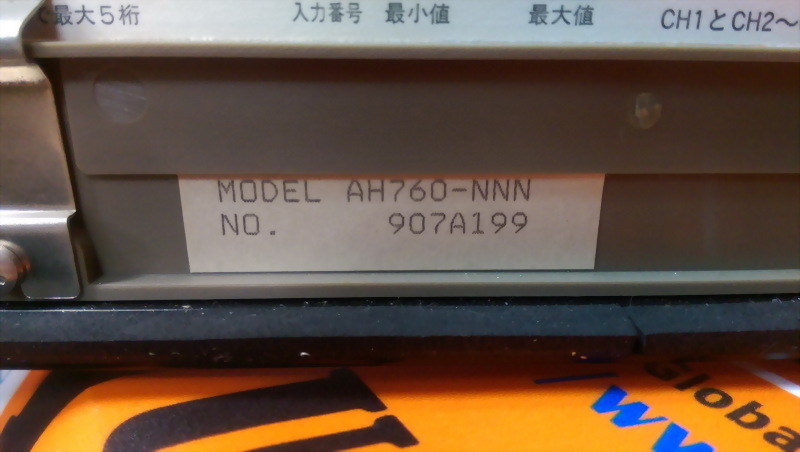 最大5桁 入力番号 最小値 最大値 CH1とCH2〜
MODEL AH760-NNN
NO. 907A199
Globa
/ww